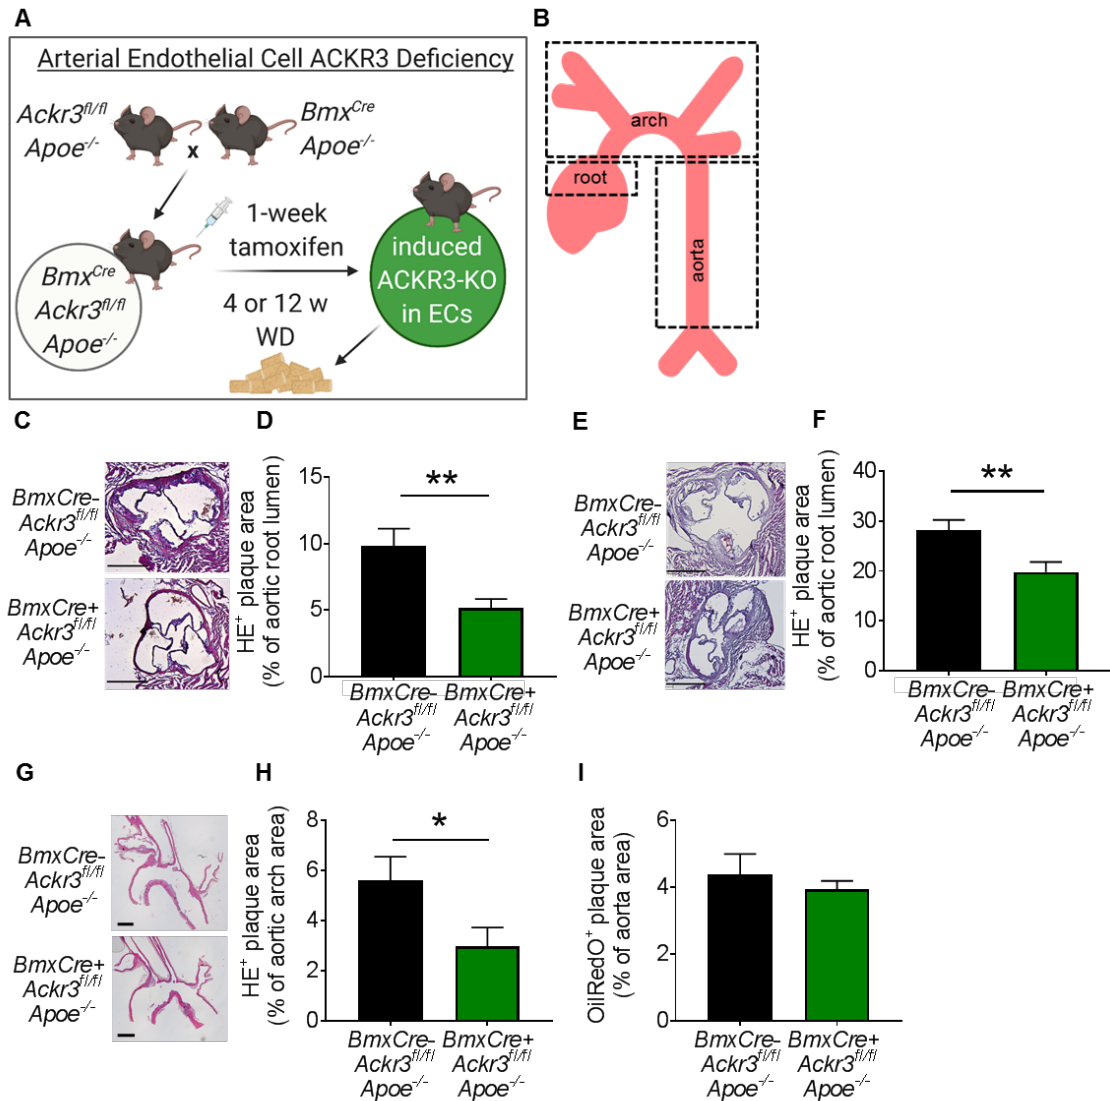 A
Arterial Endothelial Cell ACKR3 Deficiency
Ackr3fl/fl
Apoe-/-
x
BmxCre
Apoe-/-
1-week
tamoxifen
4 or 12 w
WD
BmxCre
Ackr3fl/fl
Apoe-/-
induced
ACKR3-KO
in ECs
B
arch
root
aorta
C
BmxCre-
Ackr3fl/fl
Apoe-/-
BmxCre+
Ackr3fl/fl
Apoe-/-
D
HE+ plaque area
(% of aortic root lumen)
15
10
5
0
**
BmxCre-
Ackr3fl/fl
Apoe-/-
BmxCre+
Ackr3fl/fl
Apoe-/-
E
BmxCre-
Ackr3fl/fl
Apoe-/-
BmxCre+
Ackr3fl/fl
Apoe-/-
F
HE+ plaque area
(% of aortic root lumen)
40
30
20
10
0
**
BmxCre-
Ackr3fl/fl
Apoe-/-
BmxCre+
Ackr3fl/fl
Apoe-/-
G
BmxCre-
Ackr3fl/fl
Apoe-/-
BmxCre+
Ackr3fl/fl
Apoe-/-
H
HE+ plaque area
(% of aortic arch area)
8
6
4
2
0
*
BmxCre-
Ackr3fl/fl
Apoe-/-
BmxCre+
Ackr3fl/fl
Apoe-/-
I
OilRedO+ plaque area
(% of aorta area)
6
4
2
0
BmxCre-
Ackr3fl/fl
Apoe-/-
BmxCre+
Ackr3fl/fl
Apoe-/-